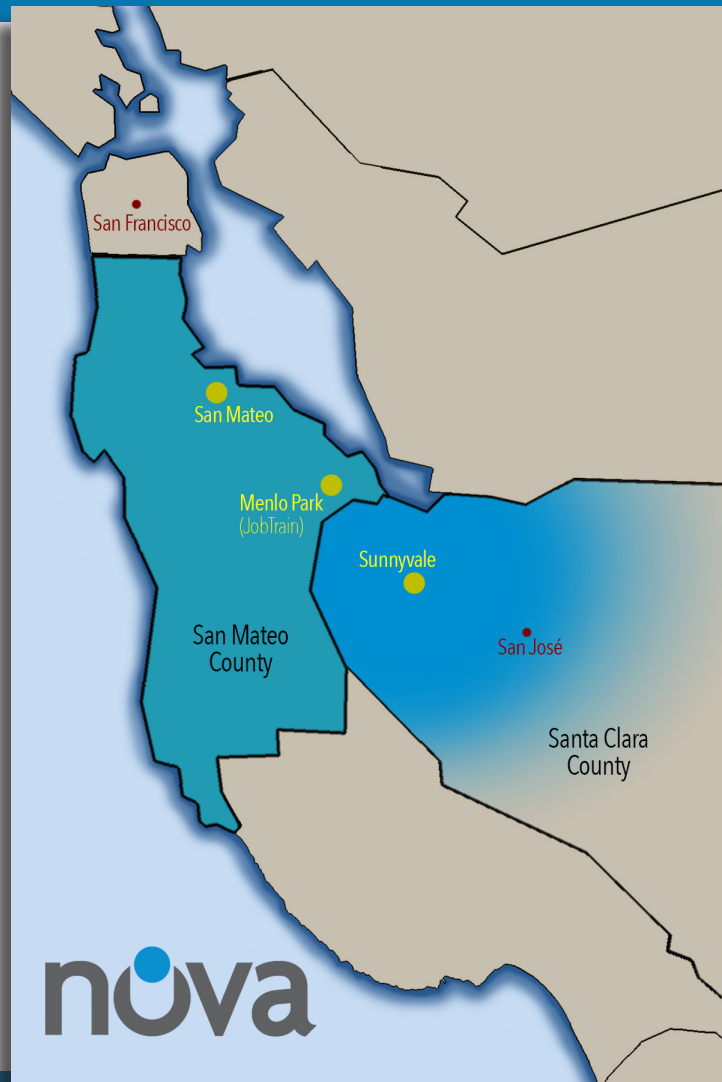 San Francisco
San Mateo
Menlo Park
(JobTrain)
Sunnyvale
San Mateo
County
San José
Santa Clara
County
nova